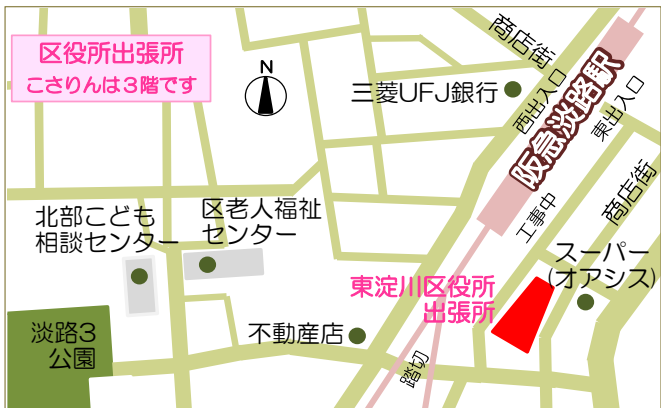 区役所出張所
こさりんは3階です
N
商店街
三菱UFJ銀行
西出入口
阪急淡路駅
東出入口
商店街
工事中
北部こども
相談センター
区老人福祉
センター
スーパー
(オアシス)
東淀川区役所
出張所
淡路3
公園
不動産店
踏切